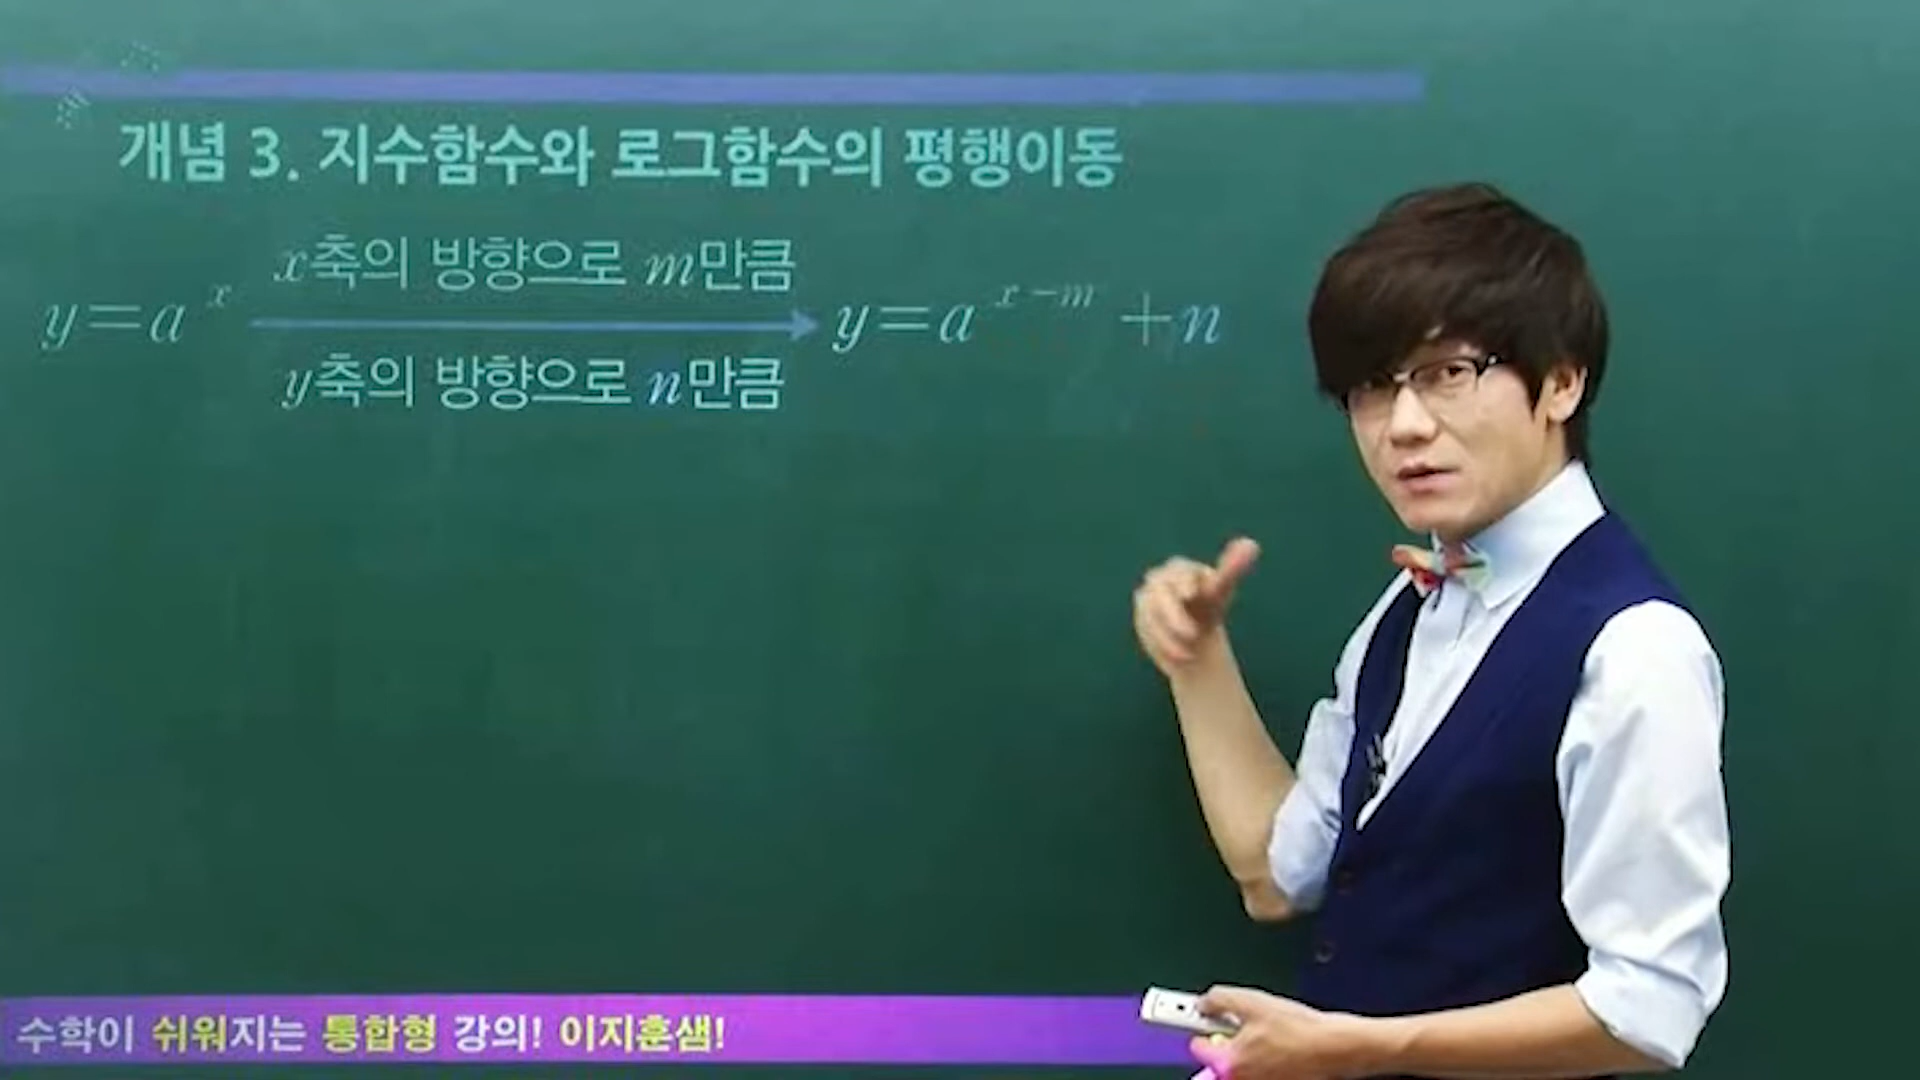 개념 3. 지수함수와 로그함수의 평행이동
x축의 방향으로 m만큼
y=a^x → y=a^{x-m}+n
y축의 방향으로 n만큼
수학이 쉬워지는 통합형 강의! 이지훈샘!